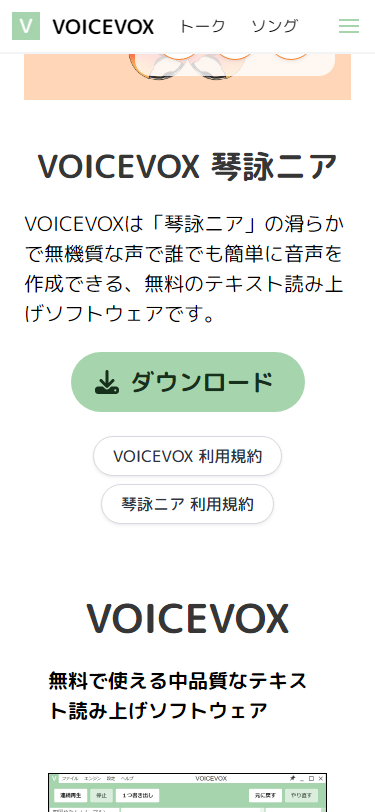 V VOICEVOX トーク ソング
VOICEVOX 琴詠ニア
VOICEVOXは「琴詠ニア」の滑らか
で無機質な声で誰でも簡単に音声を
作成できる、無料のテキスト読み上
げソフトウェアです。
ダウンロード
VOICEVOX 利用規約
琴詠ニア 利用規約
VOICEVOX
無料で使える中品質なテキス
ト読み上げソフトウェア
ファイル エンジン 設定 ヘルプ VOICEVOX
連続再生 停止 1つ書き出し 元に戻す やり直す